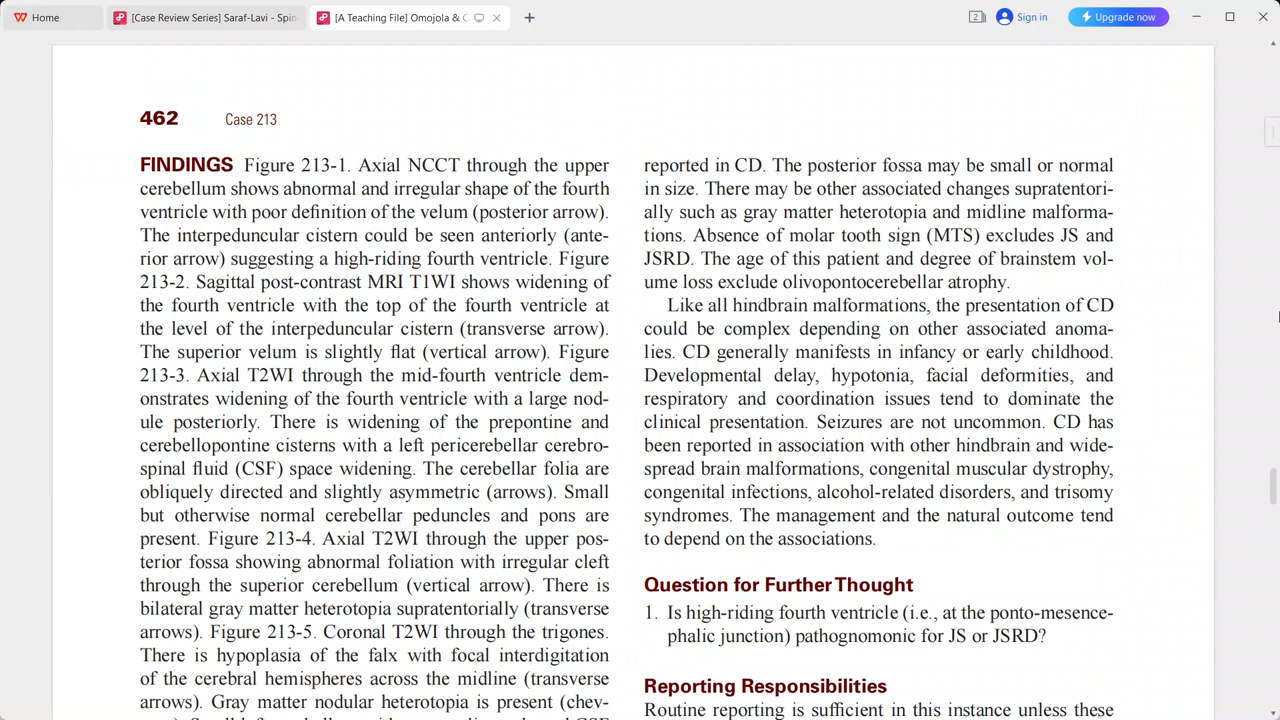 Home
[Case Review Series] Saraf-Lavi - Spin
[A Teaching File] Omojola & C
2
Sign in
Upgrade now
462 Case 213
FINDINGS Figure 213-1. Axial NCCT through the upper
cerebellum shows abnormal and irregular shape of the fourth
ventricle with poor definition of the velum (posterior arrow).
The interpeduncular cistern could be seen anteriorly (ante-
rior arrow) suggesting a high-riding fourth ventricle. Figure
213-2. Sagittal post-contrast MRI T1WI shows widening of
the fourth ventricle with the top of the fourth ventricle at
the level of the interpeduncular cistern (transverse arrow).
The superior velum is slightly flat (vertical arrow). Figure
213-3. Axial T2WI through the mid-fourth ventricle dem-
onstrates widening of the fourth ventricle with a large nod-
ule posteriorly. There is widening of the prepontine and
cerebellopontine cisterns with a left pericerebellar cerebro-
spinal fluid (CSF) space widening. The cerebellar folia are
obliquely directed and slightly asymmetric (arrows). Small
but otherwise normal cerebellar peduncles and pons are
present. Figure 213-4. Axial T2WI through the upper pos-
terior fossa showing abnormal foliation with irregular cleft
through the superior cerebellum (vertical arrow). There is
bilateral gray matter heterotopia supratentorially (transverse
arrows). Figure 213-5. Coronal T2WI through the trigones.
There is hypoplasia of the falx with focal interdigitation
of the cerebral hemispheres across the midline (transverse
arrows). Gray matter nodular heterotopia is present (chev-
reported in CD. The posterior fossa may be small or normal
in size. There may be other associated changes supratentori-
ally such as gray matter heterotopia and midline malforma-
tions. Absence of molar tooth sign (MTS) excludes JS and
JSRD. The age of this patient and degree of brainstem vol-
ume loss exclude olivopontocerebellar atrophy.
Like all hindbrain malformations, the presentation of CD
could be complex depending on other associated anoma-
lies. CD generally manifests in infancy or early childhood.
Developmental delay, hypotonia, facial deformities, and
respiratory and coordination issues tend to dominate the
clinical presentation. Seizures are not uncommon. CD has
been reported in association with other hindbrain and wide-
spread brain malformations, congenital muscular dystrophy,
congenital infections, alcohol-related disorders, and trisomy
syndromes. The management and the natural outcome tend
to depend on the associations.
Question for Further Thought
1. Is high-riding fourth ventricle (i.e., at the ponto-mesence-
phalic junction) pathognomonic for JS or JSRD?
Reporting Responsibilities
Routine reporting is sufficient in this instance unless these